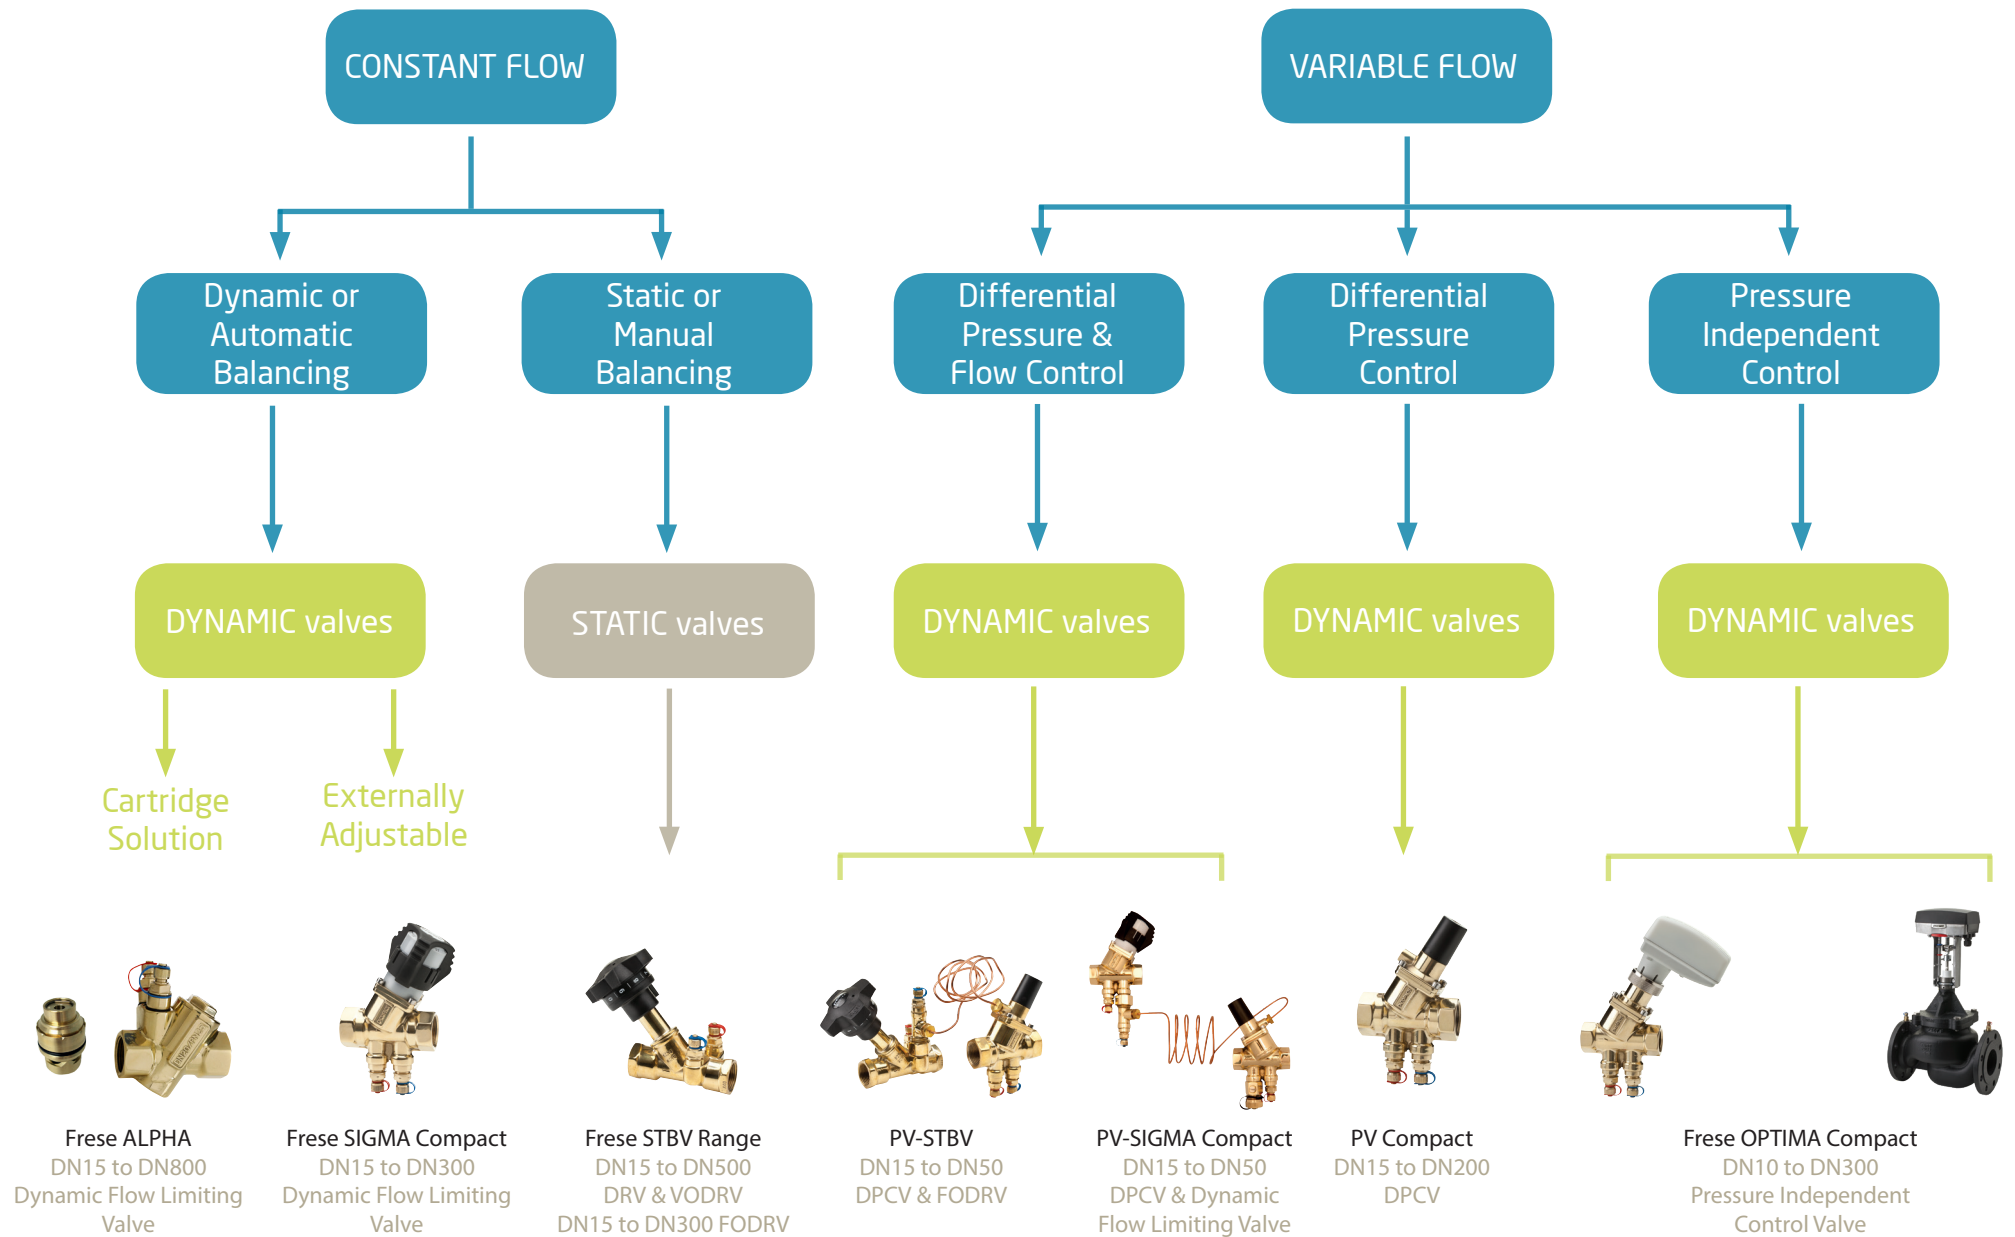 CONSTANT FLOW
VARIABLE FLOW
Dynamic or
Automatic
Balancing
Static or
Manual
Balancing
Differential
Pressure &
Flow Control
Differential
Pressure
Control
Pressure
Independent
Control
DYNAMIC valves
STATIC valves
DYNAMIC valves
DYNAMIC valves
DYNAMIC valves
Cartridge
Solution
Externally
Adjustable
Frese ALPHA
DN15 to DN800
Dynamic Flow Limiting
Valve
Frese SIGMA Compact
DN15 to DN300
Dynamic Flow Limiting
Valve
Frese STBV Range
DN15 to DN500
DRV & VODRV
DN15 to DN300 FODRV
PV-STBV
DN15 to DN50
DPCV & FODRV
PV-SIGMA Compact
DN15 to DN50
DPCV & Dynamic
Flow Limiting Valve
PV Compact
DN15 to DN200
DPCV
Frese OPTIMA Compact
DN10 to DN300
Pressure Independent
Control Valve